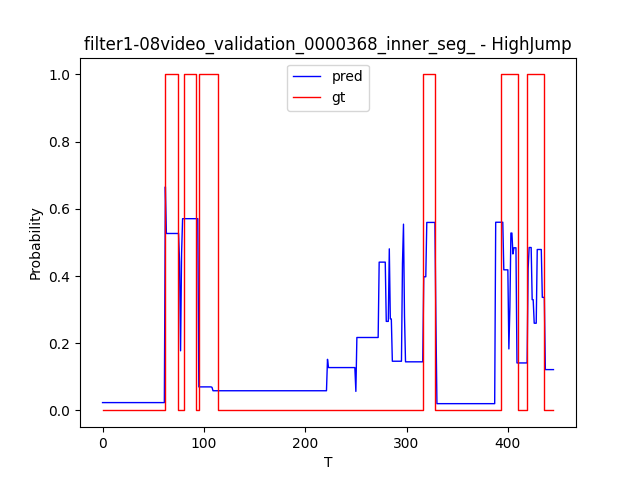 filter1-08video_validation_0000368_inner_seg_ - HighJump
pred
gt
1.0
0.8
0.6
0.4
0.2
0.0
Probability
0
100
200
300
400
T